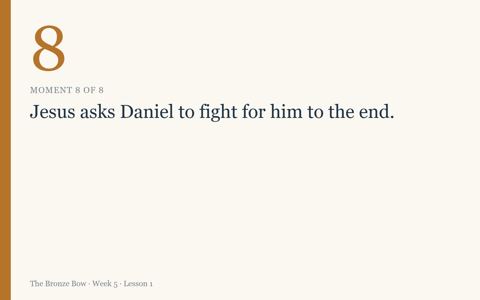 8
MOMENT 8 OF 8
Jesus asks Daniel to fight for him to the end.
The Bronze Bow · Week 5 · Lesson 1